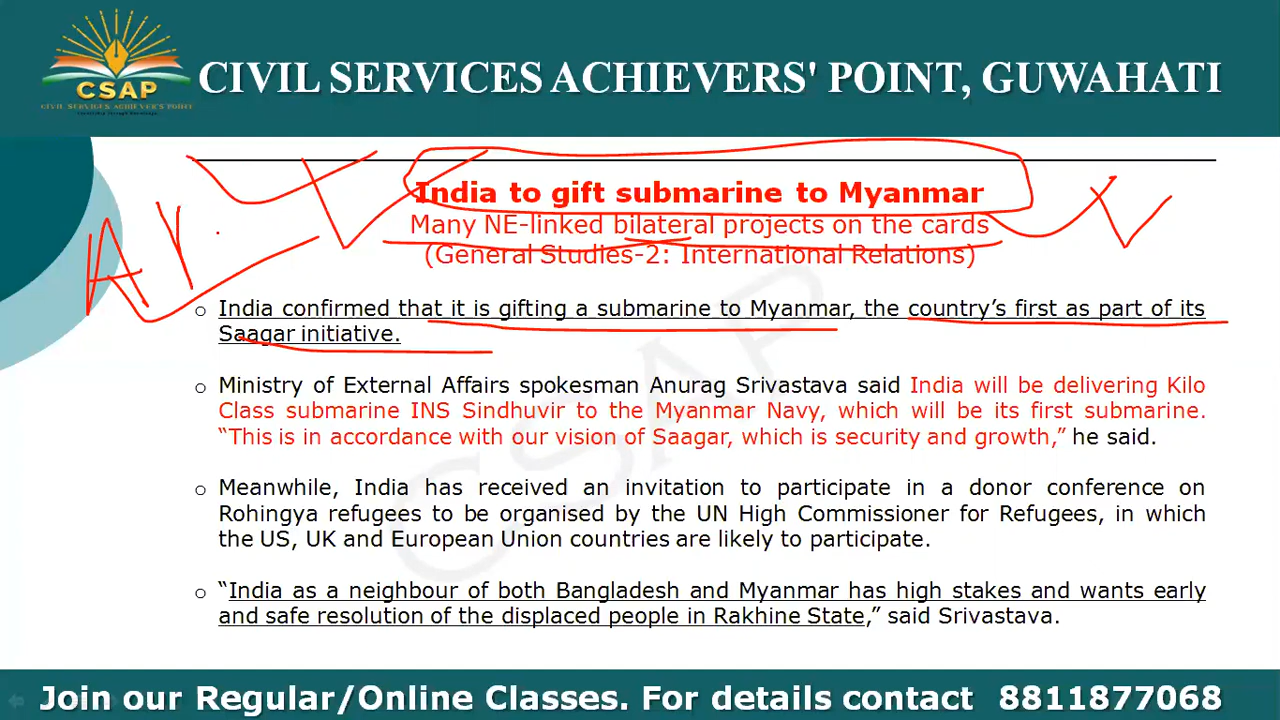 CSAP
CIVIL SERVICES ACHIEVER'S POINT
CIVIL SERVICES ACHIEVERS' POINT, GUWAHATI
India to gift submarine to Myanmar
Many NE-linked bilateral projects on the cards
(General Studies-2: International Relations)
o India confirmed that it is gifting a submarine to Myanmar, the country's first as part of its
Saagar initiative.
o Ministry of External Affairs spokesman Anurag Srivastava said India will be delivering Kilo
Class submarine INS Sindhuvir to the Myanmar Navy, which will be its first submarine.
“This is in accordance with our vision of Saagar, which is security and growth,” he said.
o Meanwhile, India has received an invitation to participate in a donor conference on
Rohingya refugees to be organised by the UN High Commissioner for Refugees, in which
the US, UK and European Union countries are likely to participate.
o “India as a neighbour of both Bangladesh and Myanmar has high stakes and wants early
and safe resolution of the displaced people in Rakhine State,” said Srivastava.
CSAP
Join our Regular/Online Classes. For details contact 8811877068